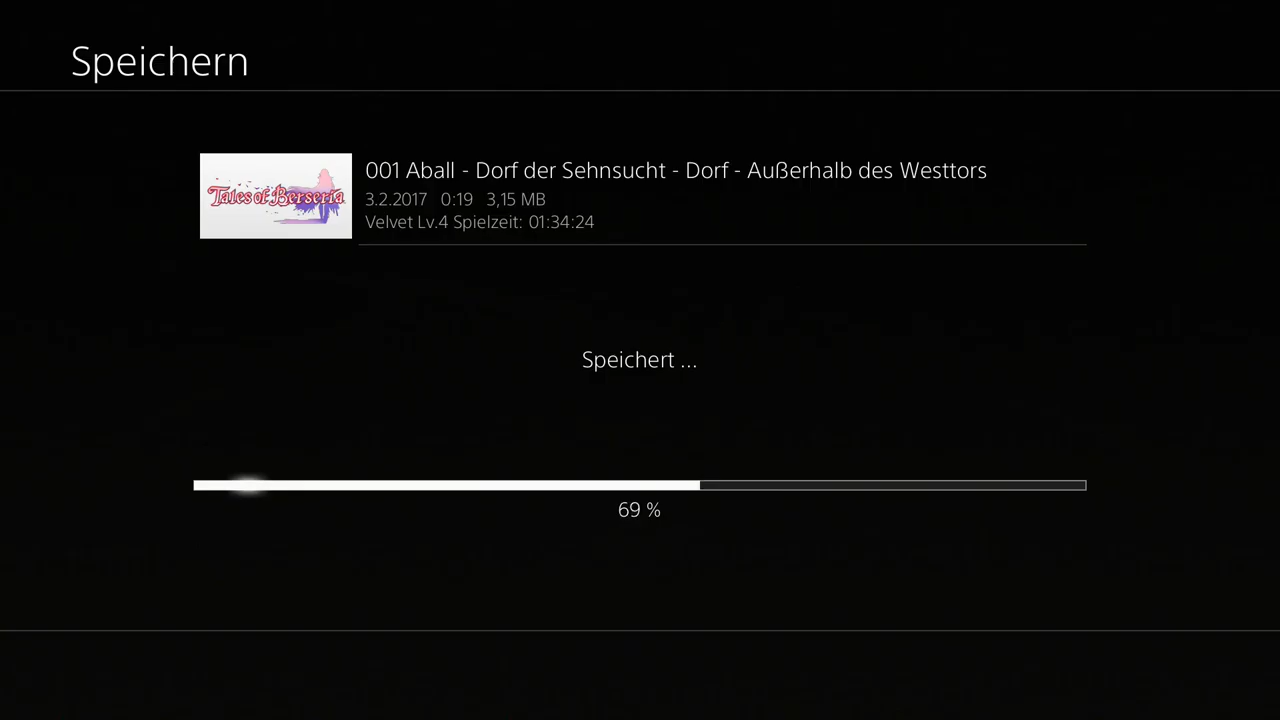 Speichern
Tales of Berseria
001 Aball - Dorf der Sehnsucht - Dorf - Außerhalb des Westtors
3.2.2017 0:19 3,15 MB
Velvet Lv.4 Spielzeit: 01:34:24
Speichert ...
69 %